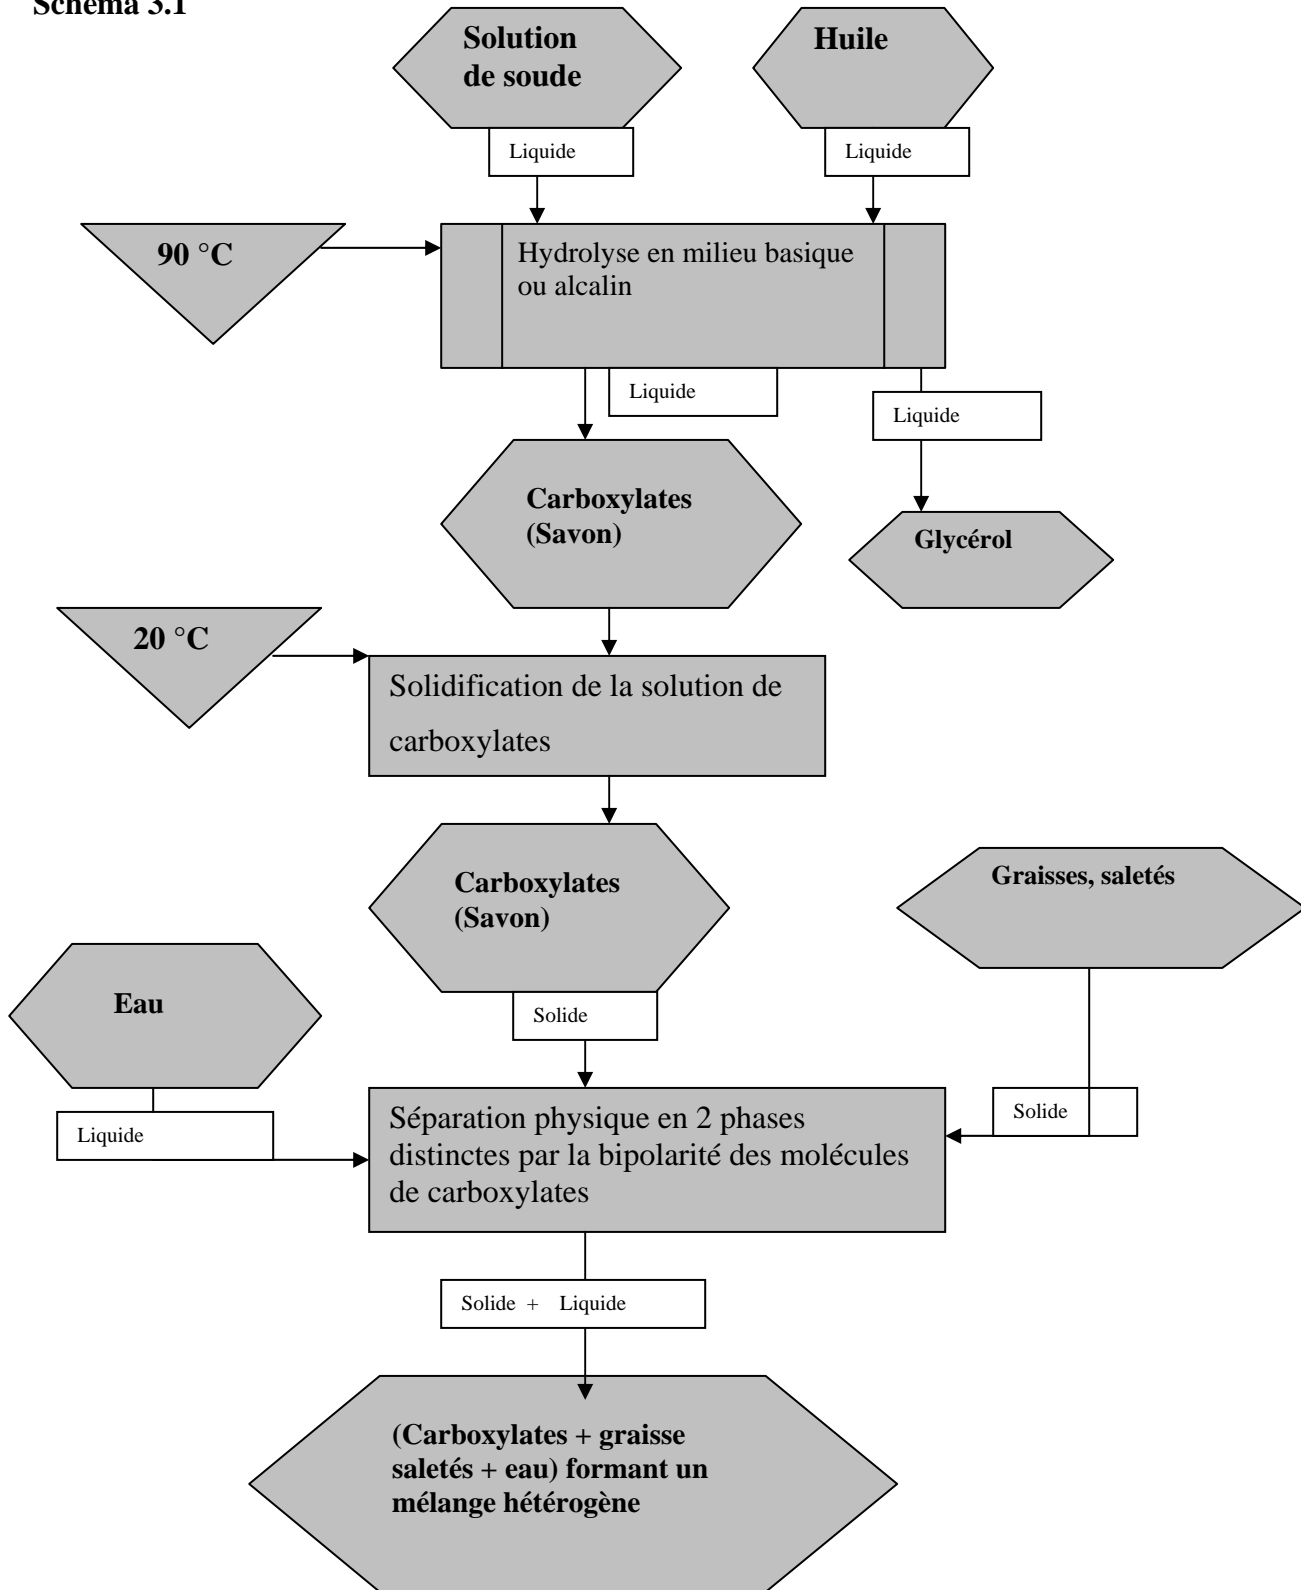 Schéma 3.1
Solution
de soude
Huile
Liquide
Liquide
90 °C
Hydrolyse en milieu basique
ou alcalin
Liquide
Liquide
Carboxylates
(Savon)
Glycérol
20 °C
Solidification de la solution de
carboxylates
Carboxylates
(Savon)
Graisses, saletés
Eau
Solide
Solide
Liquide
Séparation physique en 2 phases
distinctes par la bipolarité des molécules
de carboxylates
Solide + Liquide
(Carboxylates + graisse
saletés + eau) formant un
mélange hétérogène